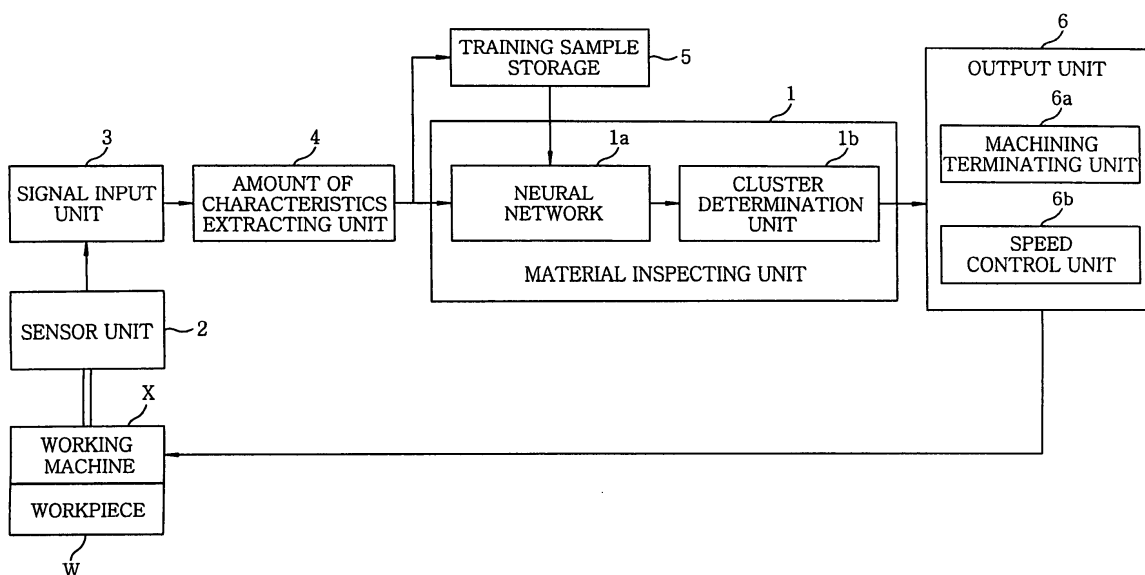 TRAINING SAMPLE
STORAGE
5
6
OUTPUT UNIT
6a
MACHINING
TERMINATING UNIT
6b
SPEED
CONTROL UNIT
1
1a
1b
3
4
SIGNAL INPUT
UNIT
AMOUNT OF
CHARACTERISTICS
EXTRACTING UNIT
NEURAL
NETWORK
CLUSTER
DETERMINATION
UNIT
MATERIAL INSPECTING UNIT
SENSOR UNIT
2
X
WORKING
MACHINE
WORKPIECE
W